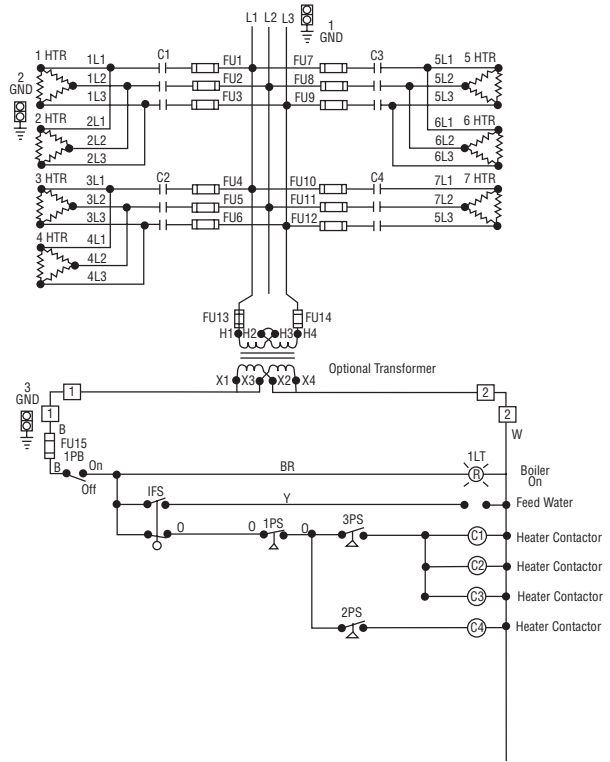 L1 L2 L3 1 GND
1 HTR 1L1 C1 FU1 FU7 C3 5L1 5 HTR
2 GND 1L2 FU2 FU8 5L2
1L3 FU3 FU9 5L3
2 HTR 2L1 6L1 6 HTR
2L2 6L2
2L3 6L3
3 HTR 3L1 C2 FU4 FU10 C4 7L1 7 HTR
3L2 FU5 FU11 7L2
3L3 FU6 FU12 5L3
4 HTR 4L1
4L2
4L3
FU13 FU14
H1 H2 H3 H4
Optional Transformer
X1 X3 X2 X4
3 GND 1 2
1 2
B W
FU15
1PB
B On BR 1LT R Boiler On
Off
IFS Y Feed Water
O O 1PS O 3PS C1 Heater Contactor
C2 Heater Contactor
C3 Heater Contactor
2PS C4 Heater Contactor